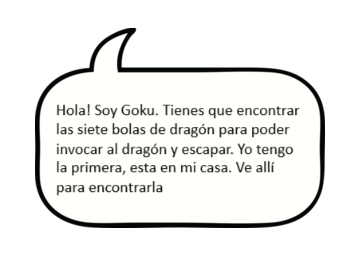 Hola! Soy Goku. Tienes que encontrar
las siete bolas de dragón para poder
invocar al dragón y escapar. Yo tengo
la primera, esta en mi casa. Ve allí
para encontrarla